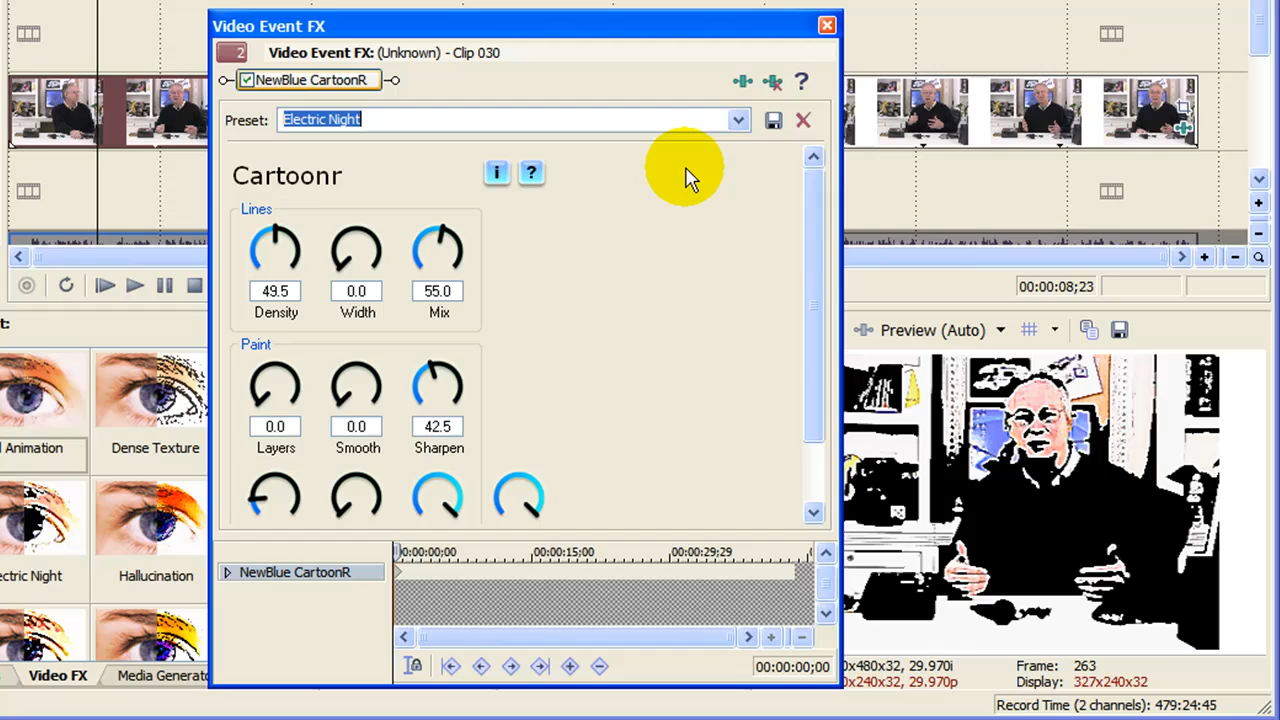 Video Event FX
2
Video Event FX: (Unknown) - Clip 030
NewBlue CartoonR
?
Preset: Electric Night
Cartoonr
i
?
Lines
49.5 0.0 55.0
Density Width Mix
Paint
0.0 0.0 42.5
Layers Smooth Sharpen
00:00:08;23
Preview (Auto)
t:
l Animation
Dense Texture
ectric Night
Hallucination
00:00:00;00 00:00:15;00 00:00:29;29
NewBlue CartoonR
00:00:00;00
Video FX
Media Generato
0x480x32, 29.970i
Frame: 263
0x240x32, 29.970p
Display: 327x240x32
Record Time (2 channels): 479:24:45